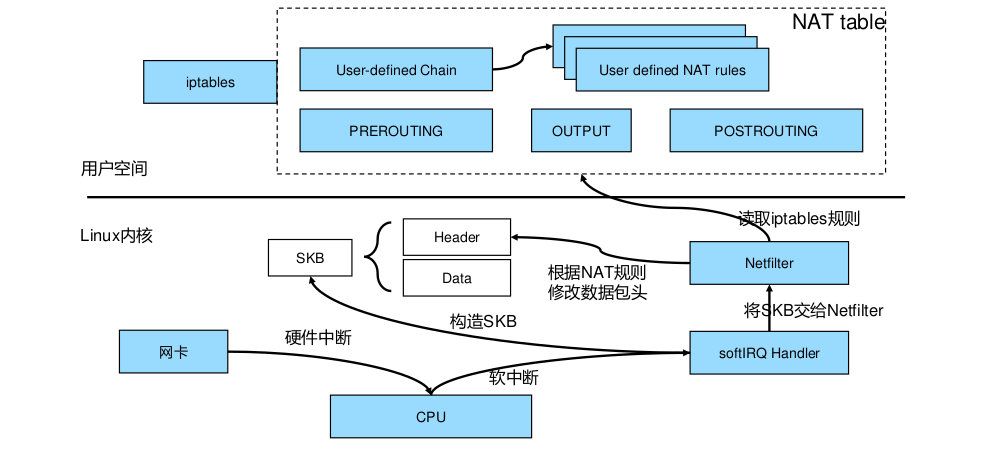 NAT table
User-defined Chain
User defined NAT rules
iptables
PREROUTING
OUTPUT
POSTROUTING
用户空间
读取iptables规则
Linux内核
Header
SKB
Netfilter
Data
根据NAT规则
修改数据包头
将SKB交给Netfilter
构造SKB
硬件中断
网卡
softIRQ Handler
软中断
CPU